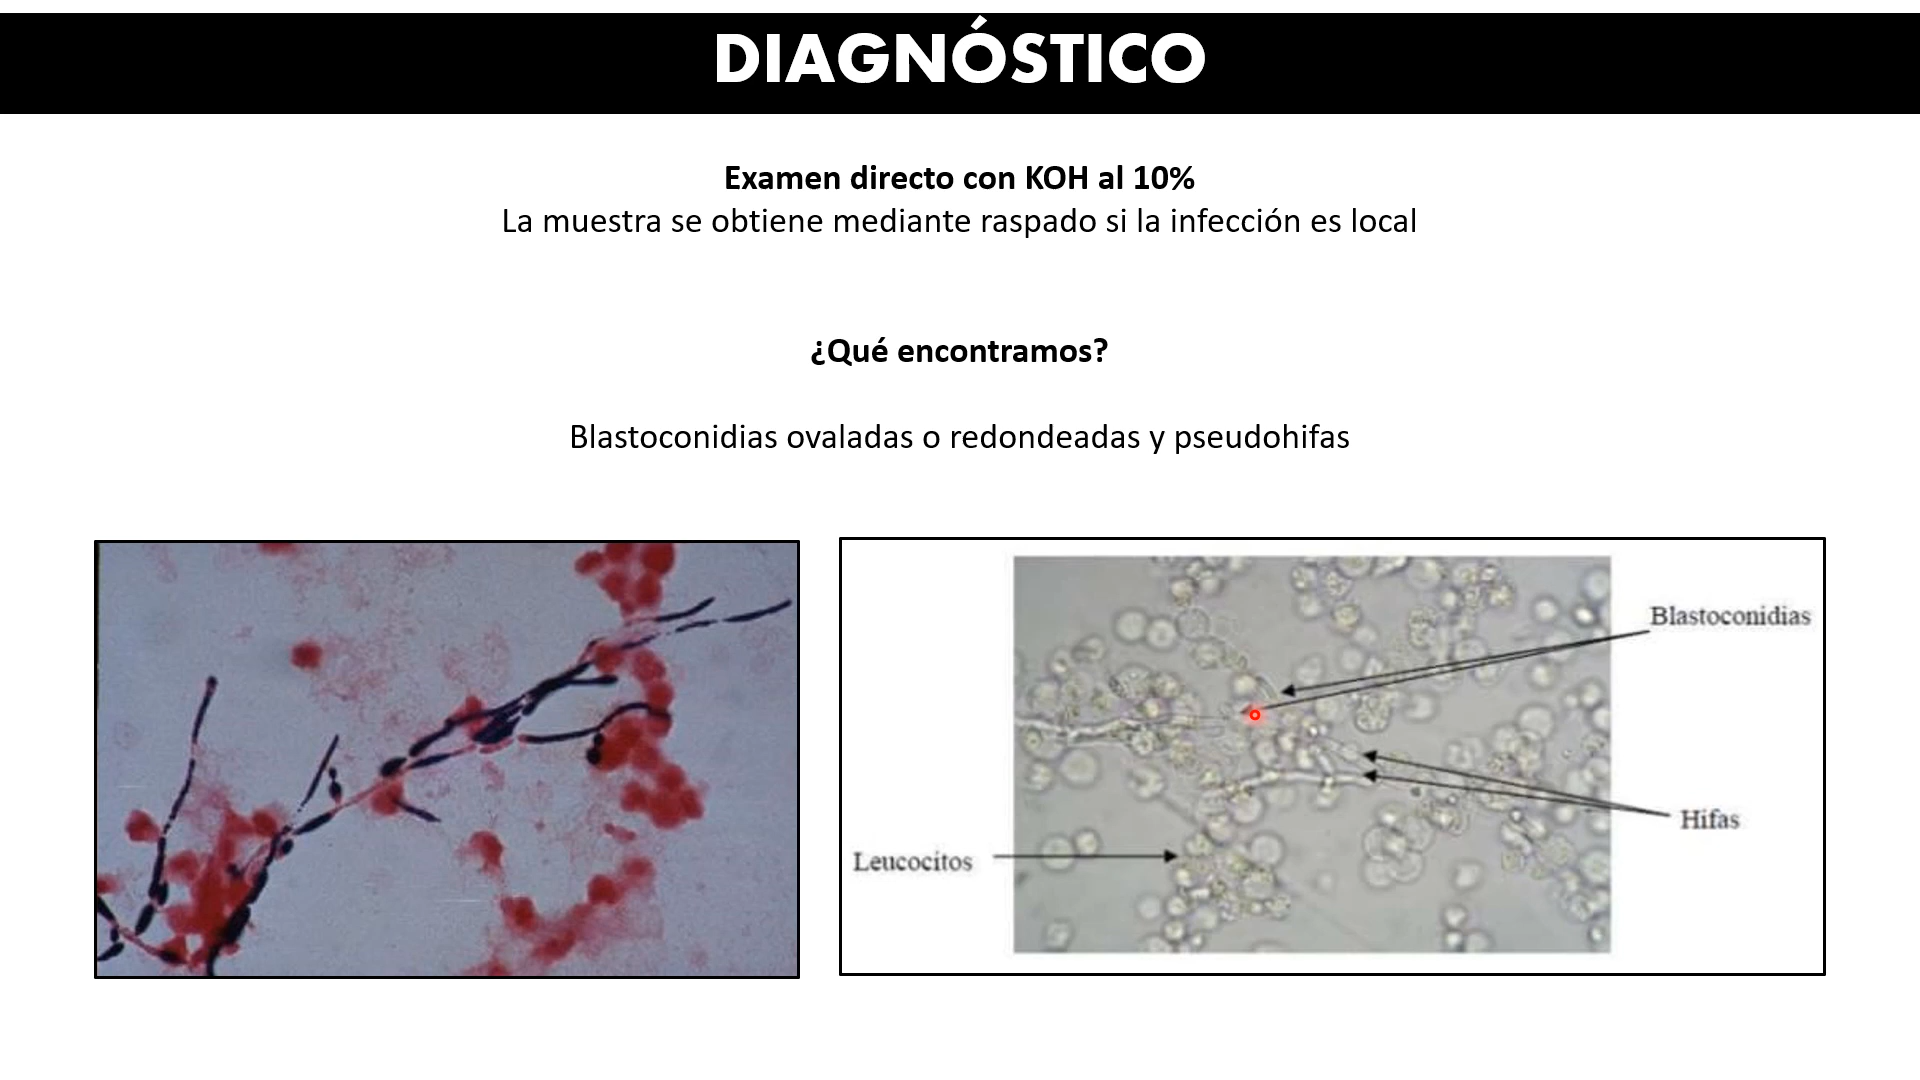 DIAGNÓSTICO
Examen directo con KOH al 10%
La muestra se obtiene mediante raspado si la infección es local
¿Qué encontramos?
Blastoconidias ovaladas o redondeadas y pseudohifas
Blastoconidias
Hifas
Leucocitos